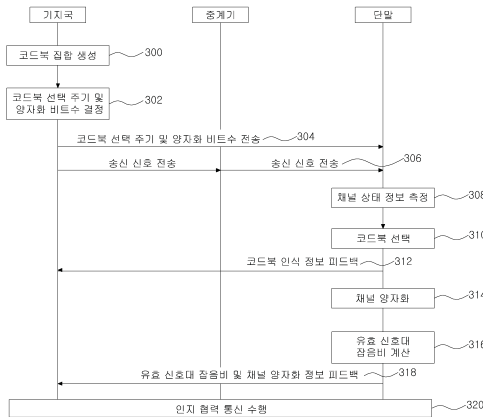 기지국
중계기
단말
코드북 집합 생성
300
코드북 선택 주기 및
양자화 비트수 결정
302
코드북 선택 주기 및 양자화 비트수 전송
304
송신 신호 전송
송신 신호 전송
306
채널 상태 정보 측정
308
코드북 선택
310
코드북 인식 정보 피드백
312
채널 양자화
314
유효 신호대
잡음비 계산
316
유효 신호대 잡음비 및 채널 양자화 정보 피드백
318
인지 협력 통신 수행
320